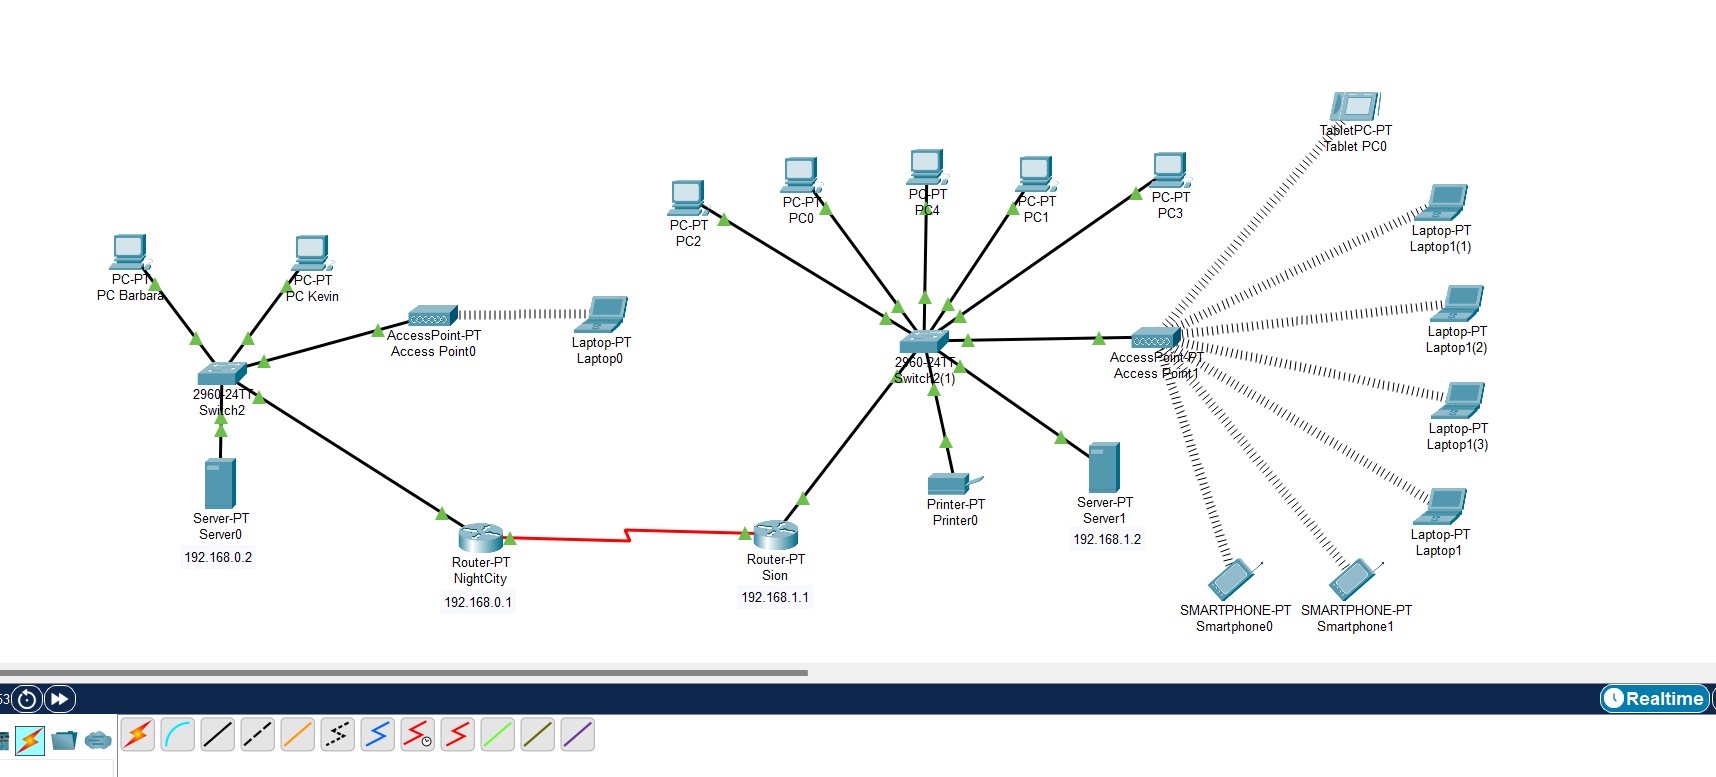 TabletPC-PT
Tablet PC0
PC-PT
PC2
PC-PT
PC0
PC-PT
PC4
PC-PT
PC1
PC-PT
PC3
Laptop-PT
Laptop1(1)
PC-PT
PC Barbara
PC-PT
PC Kevin
AccessPoint-PT
Access Point0
Laptop-PT
Laptop0
2960-24TT
Switch2(1)
AccessPoint-PT
Access Point1
Laptop-PT
Laptop1(2)
2960-24TT
Switch2
Laptop-PT
Laptop1(3)
Server-PT
Server0
192.168.0.2
Router-PT
NightCity
192.168.0.1
Router-PT
Sion
192.168.1.1
Printer-PT
Printer0
Server-PT
Server1
192.168.1.2
Laptop-PT
Laptop1
SMARTPHONE-PT
Smartphone0
SMARTPHONE-PT
Smartphone1
53
Realtime